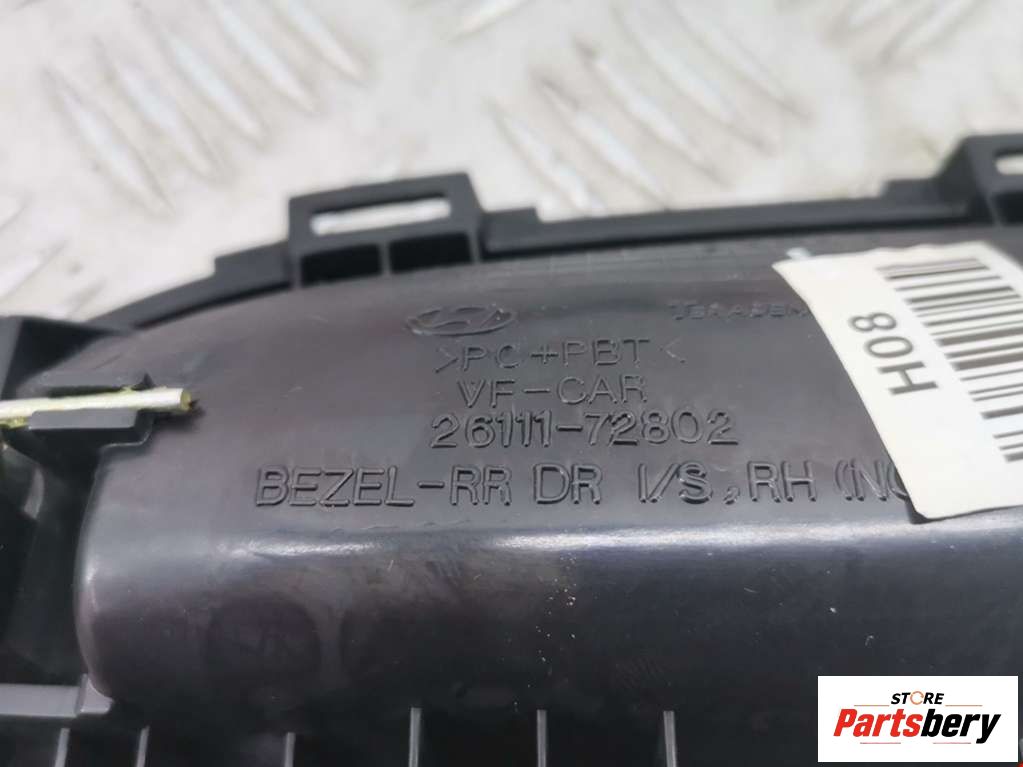 >PC+PBT<
VF-CAR
26111-72802
BEZEL-RR DR I/S, RH
H08
STORE
Partsbery